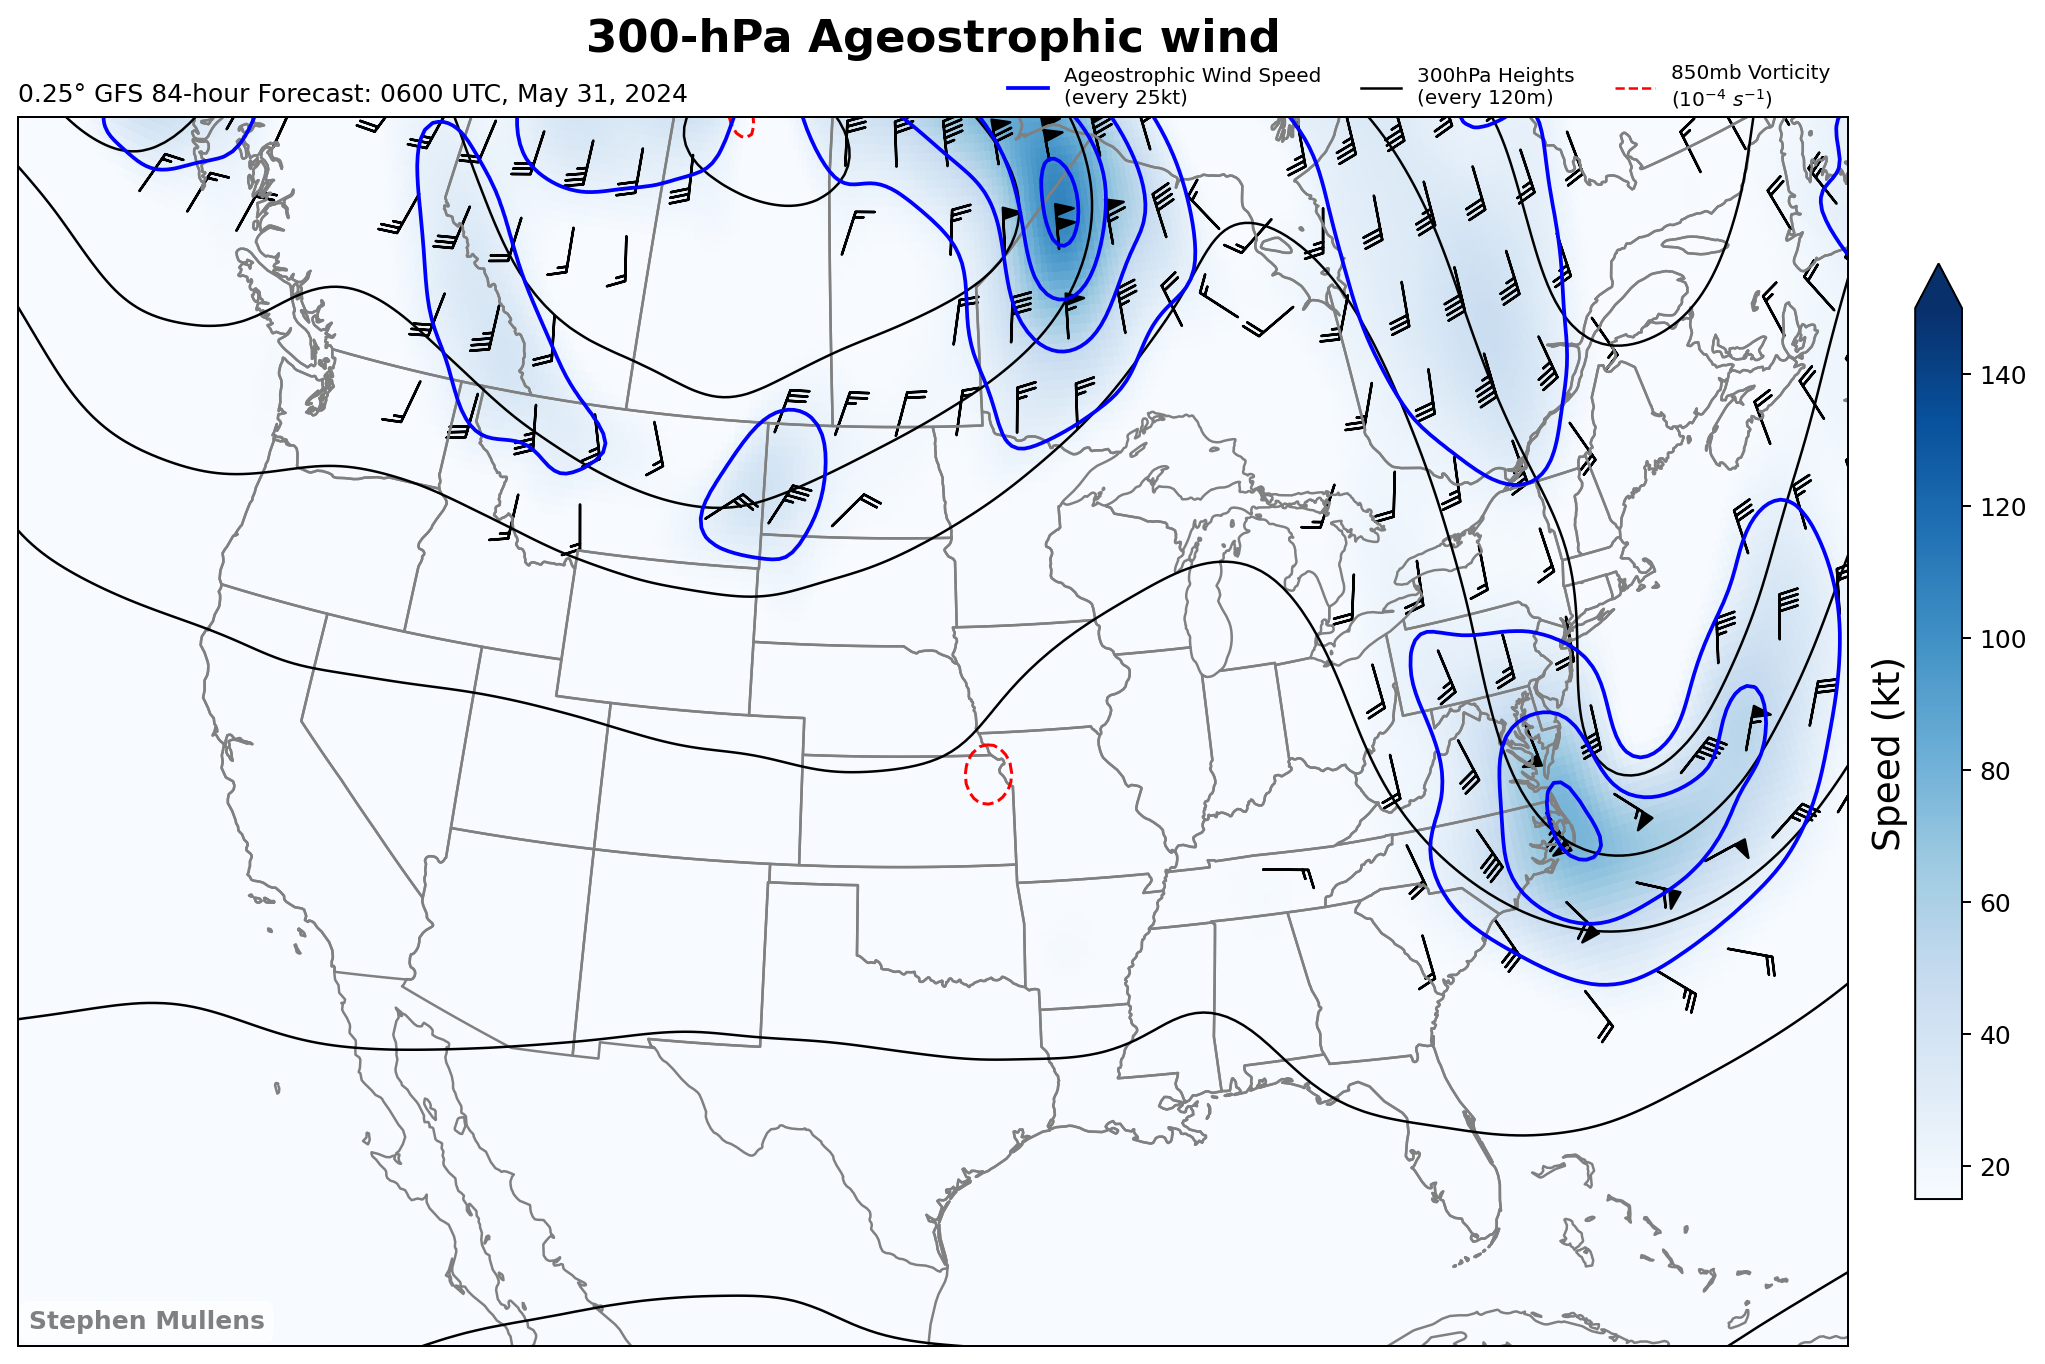 300-hPa Ageostrophic wind
0.25° GFS 84-hour Forecast: 0600 UTC, May 31, 2024
Ageostrophic Wind Speed
(every 25kt)
300hPa Heights
(every 120m)
850mb Vorticity
(10⁻⁴ s⁻¹)
140
120
100
80
60
40
20
Speed (kt)
Stephen Mullens